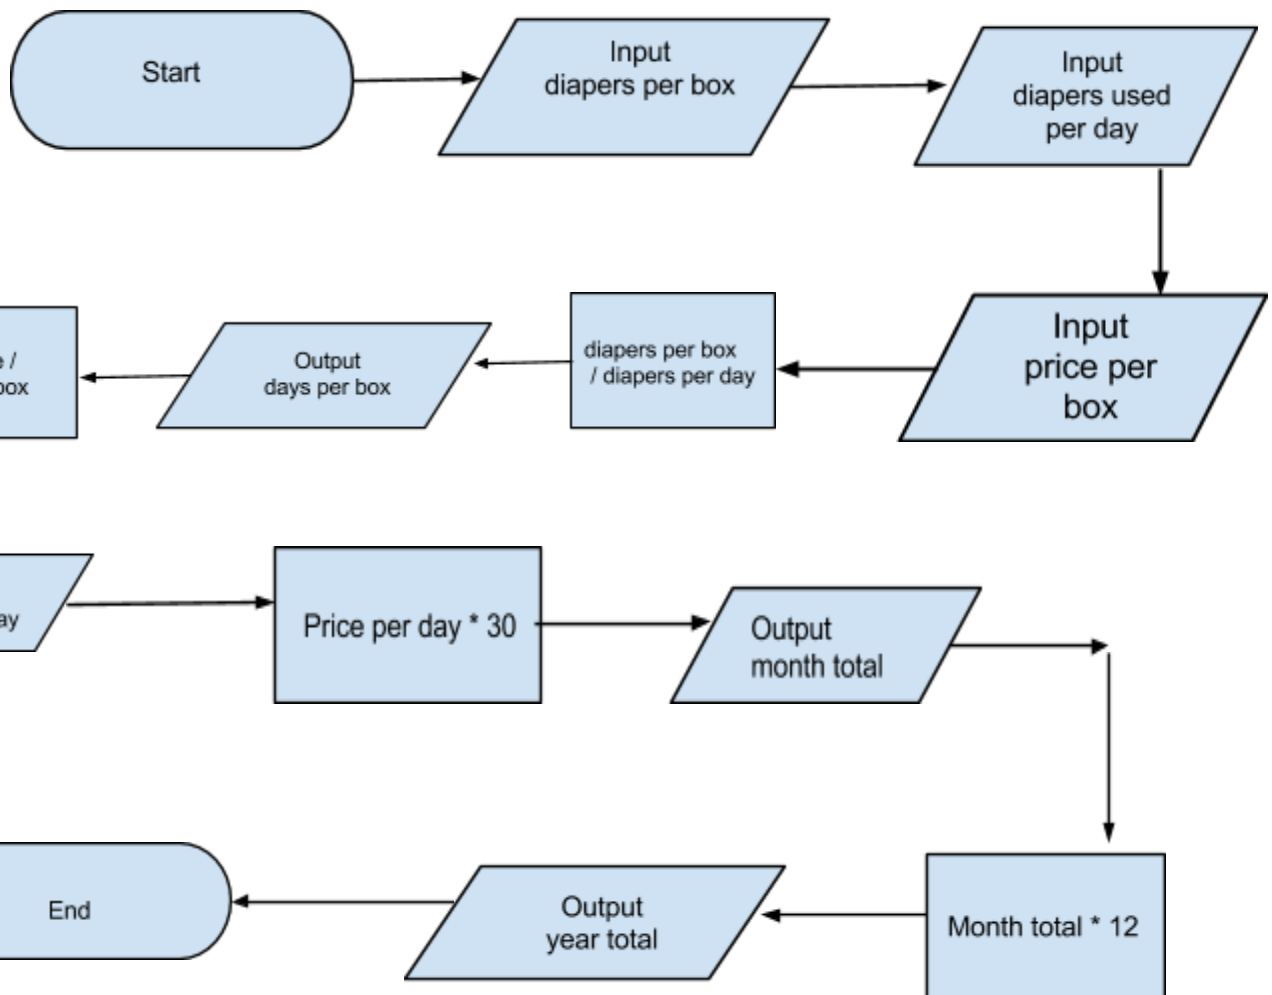 Start
Input
diapers per box
Input
diapers used
per day
Input
price per
box
diapers per box
/ diapers per day
Output
days per box
/
box
Price per day * 30
Output
month total
Month total * 12
Output
year total
End